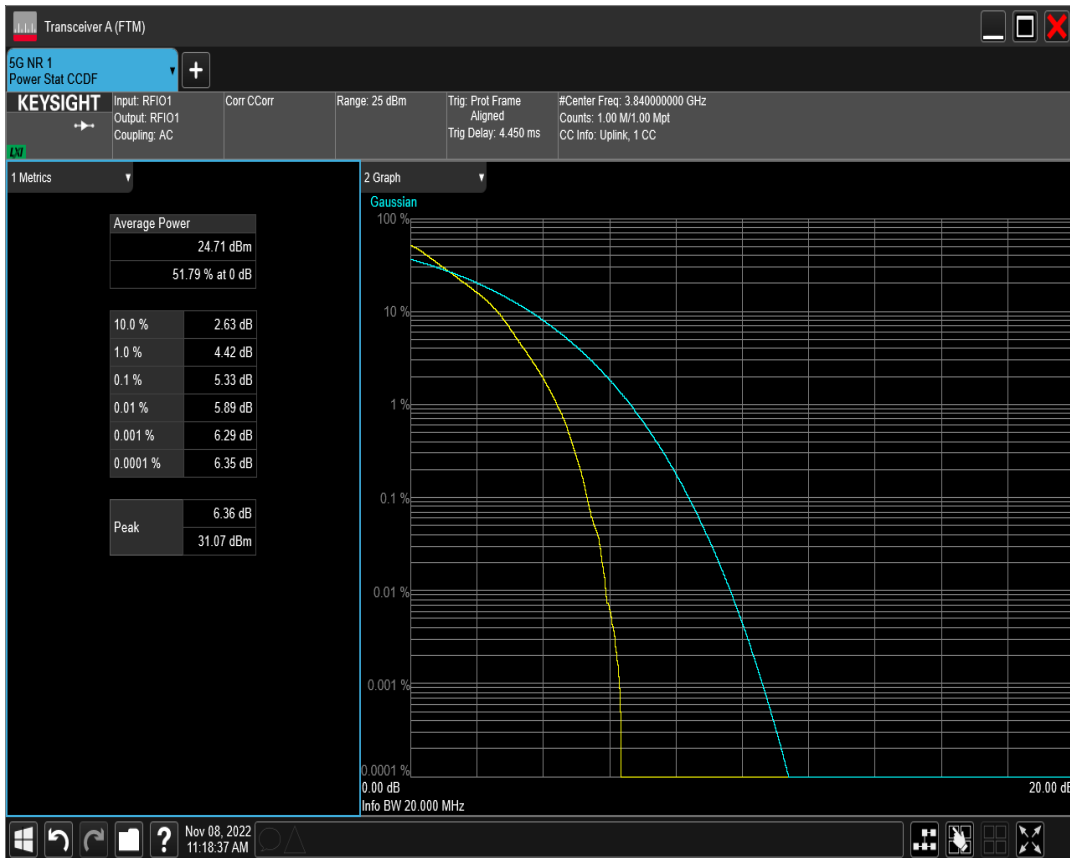 Transceiver A (FTM)
5G NR 1
Power Stat CCDF
+
KEYSIGHT
LXI
Input: RFIO1
Output: RFIO1
Coupling: AC
Corr CCorr
Range: 25 dBm
Trig: Prot Frame
Aligned
Trig Delay: 4.450 ms
#Center Freq: 3.840000000 GHz
Counts: 1.00 M/1.00 Mpt
CC Info: Uplink, 1 CC
1 Metrics
Average Power
24.71 dBm
51.79 % at 0 dB
10.0 % 2.63 dB
1.0 % 4.42 dB
0.1 % 5.33 dB
0.01 % 5.89 dB
0.001 % 6.29 dB
0.0001 % 6.35 dB
Peak
6.36 dB
31.07 dBm
2 Graph
Gaussian
100 %
10 %
1 %
0.1 %
0.01 %
0.001 %
0.0001 %
0.00 dB 20.00 dB
Info BW 20.000 MHz
?
Nov 08, 2022
11:18:37 AM